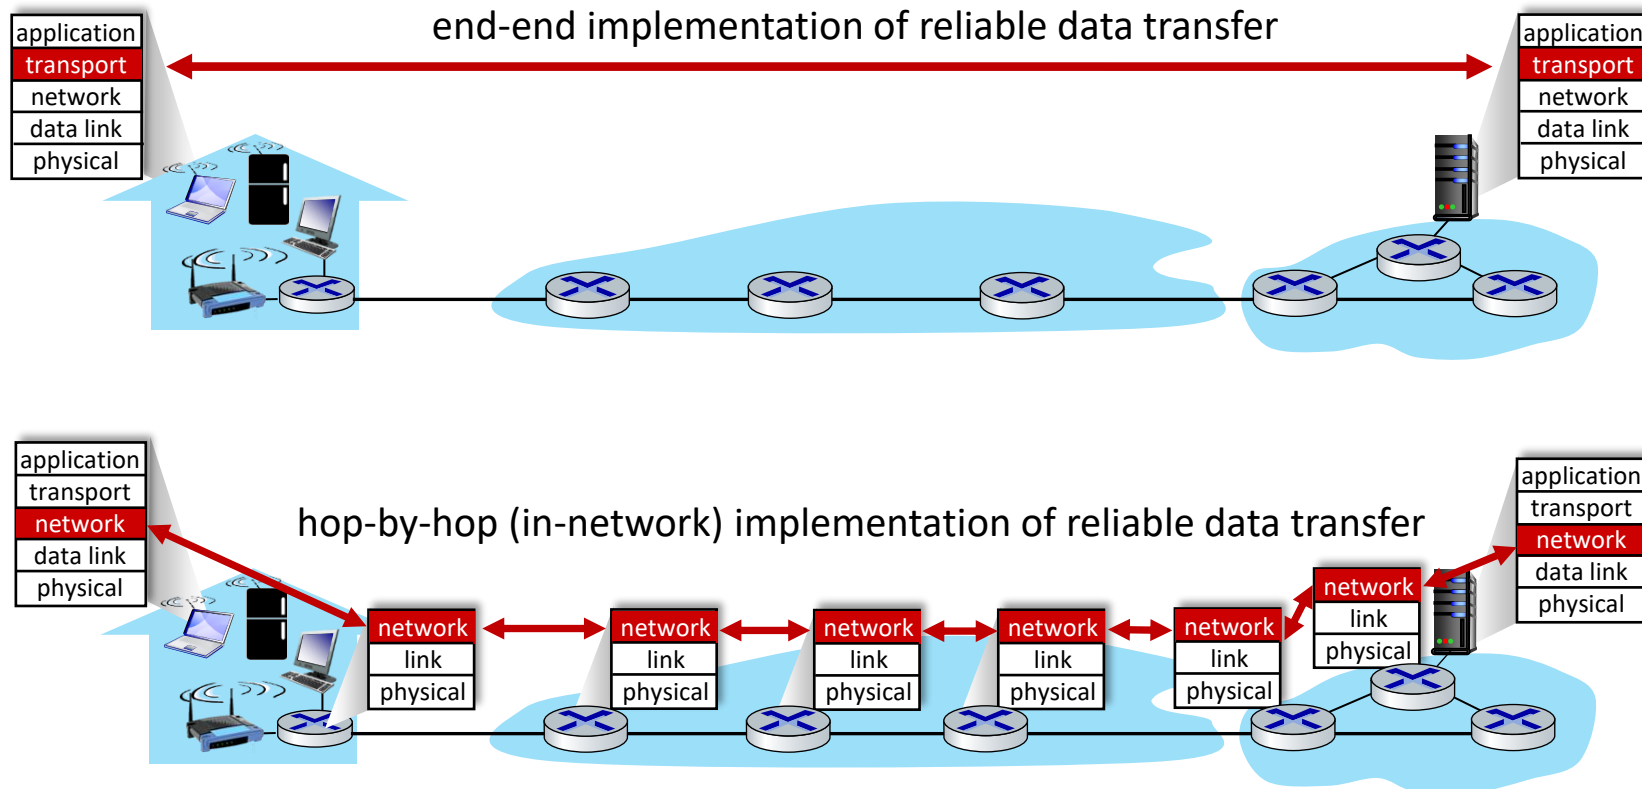 end-end implementation of reliable data transfer
application
transport
network
data link
physical
application
transport
network
data link
physical
hop-by-hop (in-network) implementation of reliable data transfer
application
transport
network
data link
physical
network
link
physical
network
link
physical
network
link
physical
network
link
physical
network
link
physical
network
link
physical
application
transport
network
data link
physical